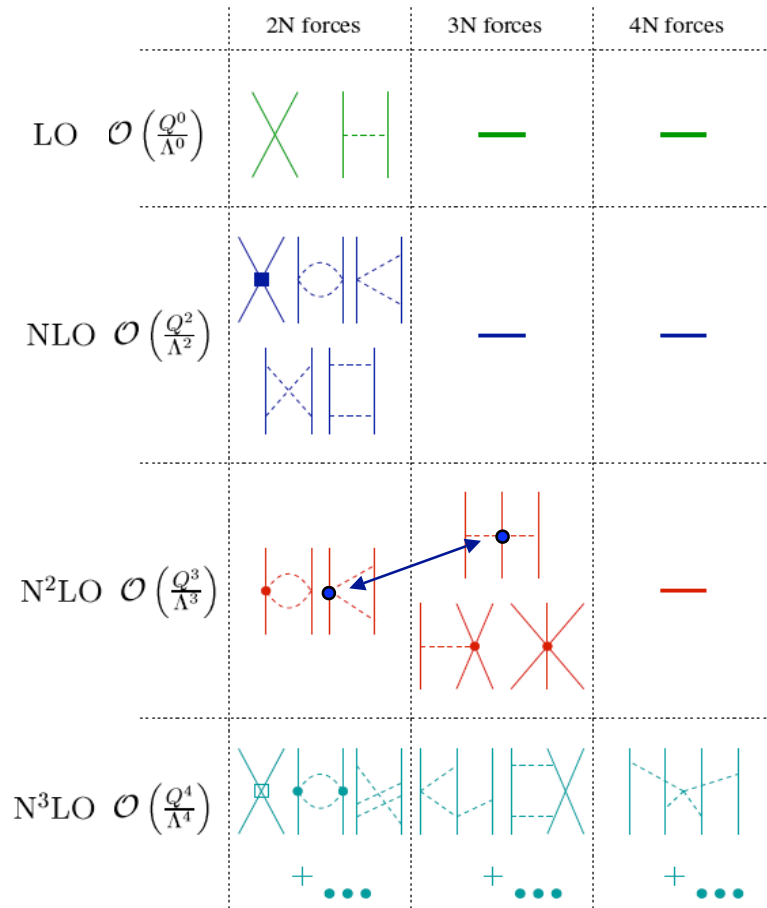 2N forces 3N forces 4N forces
LO 𝒪(Q⁰/Λ⁰)
NLO 𝒪(Q²/Λ²)
N²LO 𝒪(Q³/Λ³)
N³LO 𝒪(Q⁴/Λ⁴)
+ ••• + ••• + •••